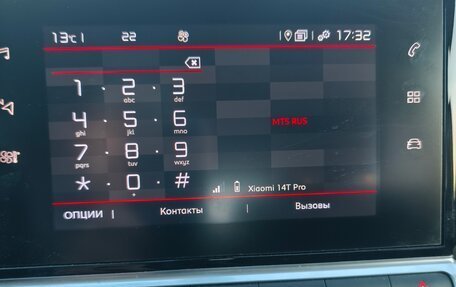 13°C 22 17:32
1 2 3
abc def
4 5 6
ghi jkl mno
MTS RUS
7 8 9
pqrs tuv wxyz
* 0 #
+
Xiaomi 14T Pro
ОПЦИИ Контакты Вызовы